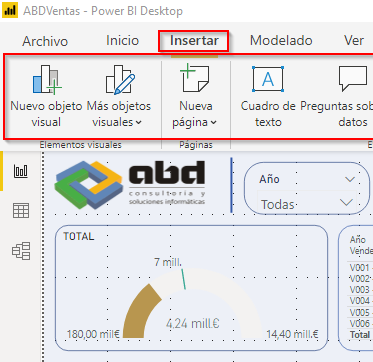 ABDVentas - Power BI Desktop
Archivo Inicio Insertar Modelado Ver
Nuevo objeto visual
Más objetos visuales
Nueva página
Cuadro de texto
Preguntas sob datos
Elementos visuales
Páginas
abd
consultoría y
soluciones informáticas
Año
Todas
TOTAL
7 mill.
4,24 mill.€
180,00 mil€
14,40 mill.€
Año
Vende
V001
V002
V003
V004
V005
V006
Total